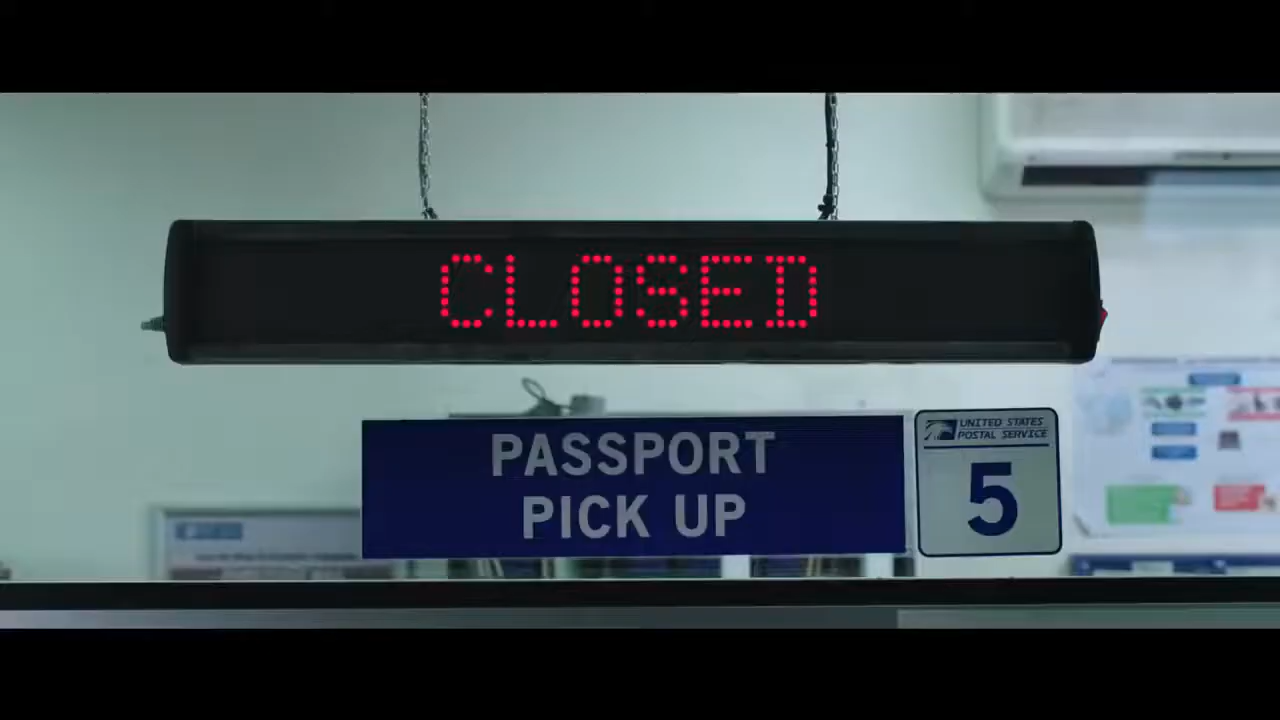 CLOSED
PASSPORT
PICK UP
UNITED STATES
POSTAL SERVICE
5